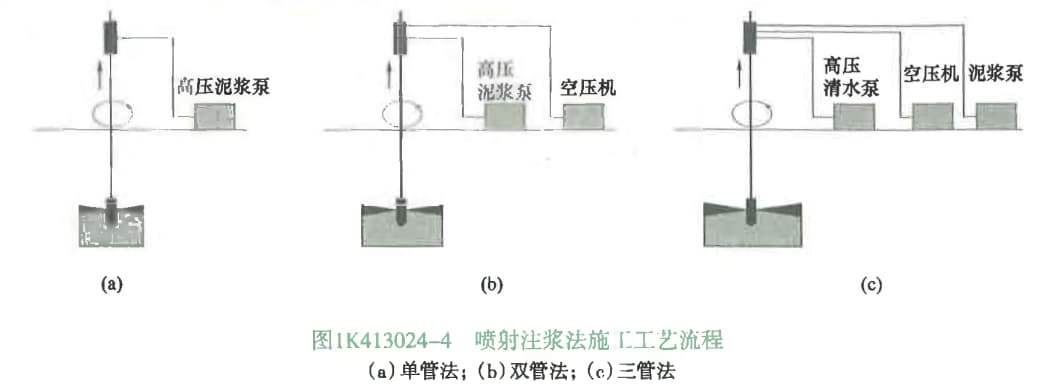 高压泥浆泵
高压
泥浆泵
空压机
高压
清水泵
空压机
泥浆泵
(a)
(b)
(c)
图1K413024-4 喷射注浆法施工工艺流程
(a)单管法；(b)双管法；(c)三管法